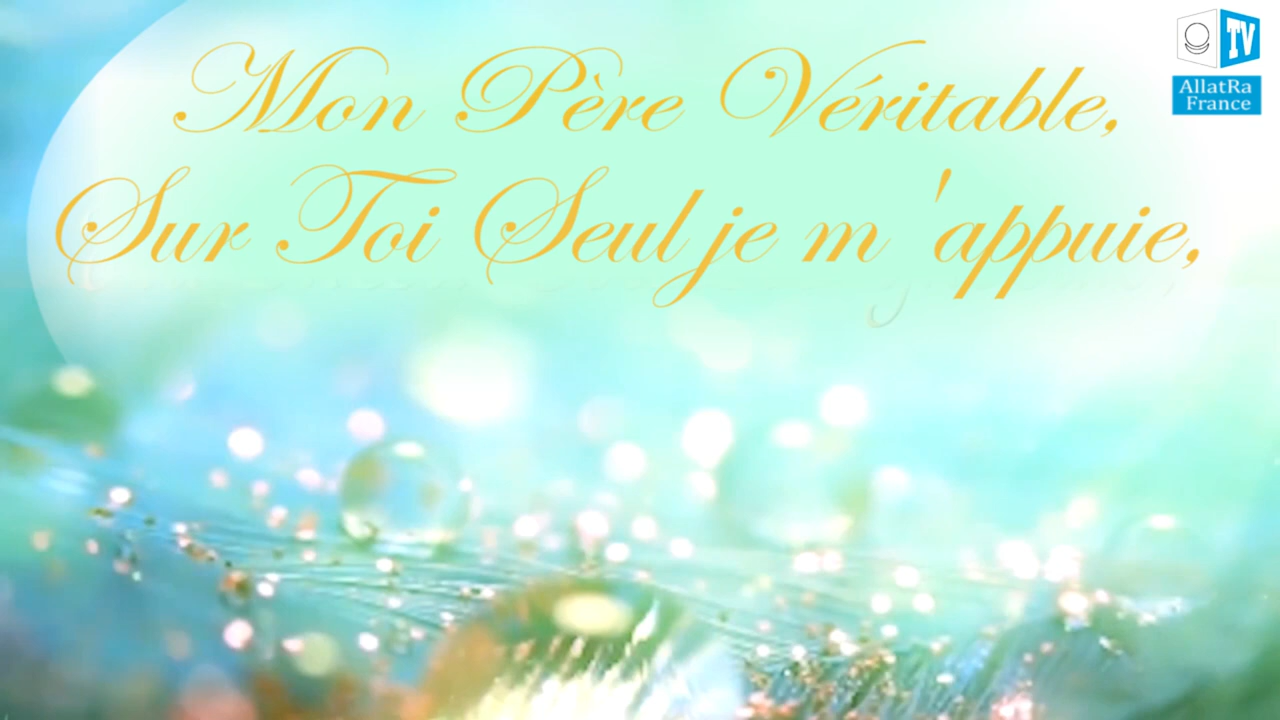 Mon Père Véritable,
Sur Toi Seul je m'appuie,
TV
AllatRa
France